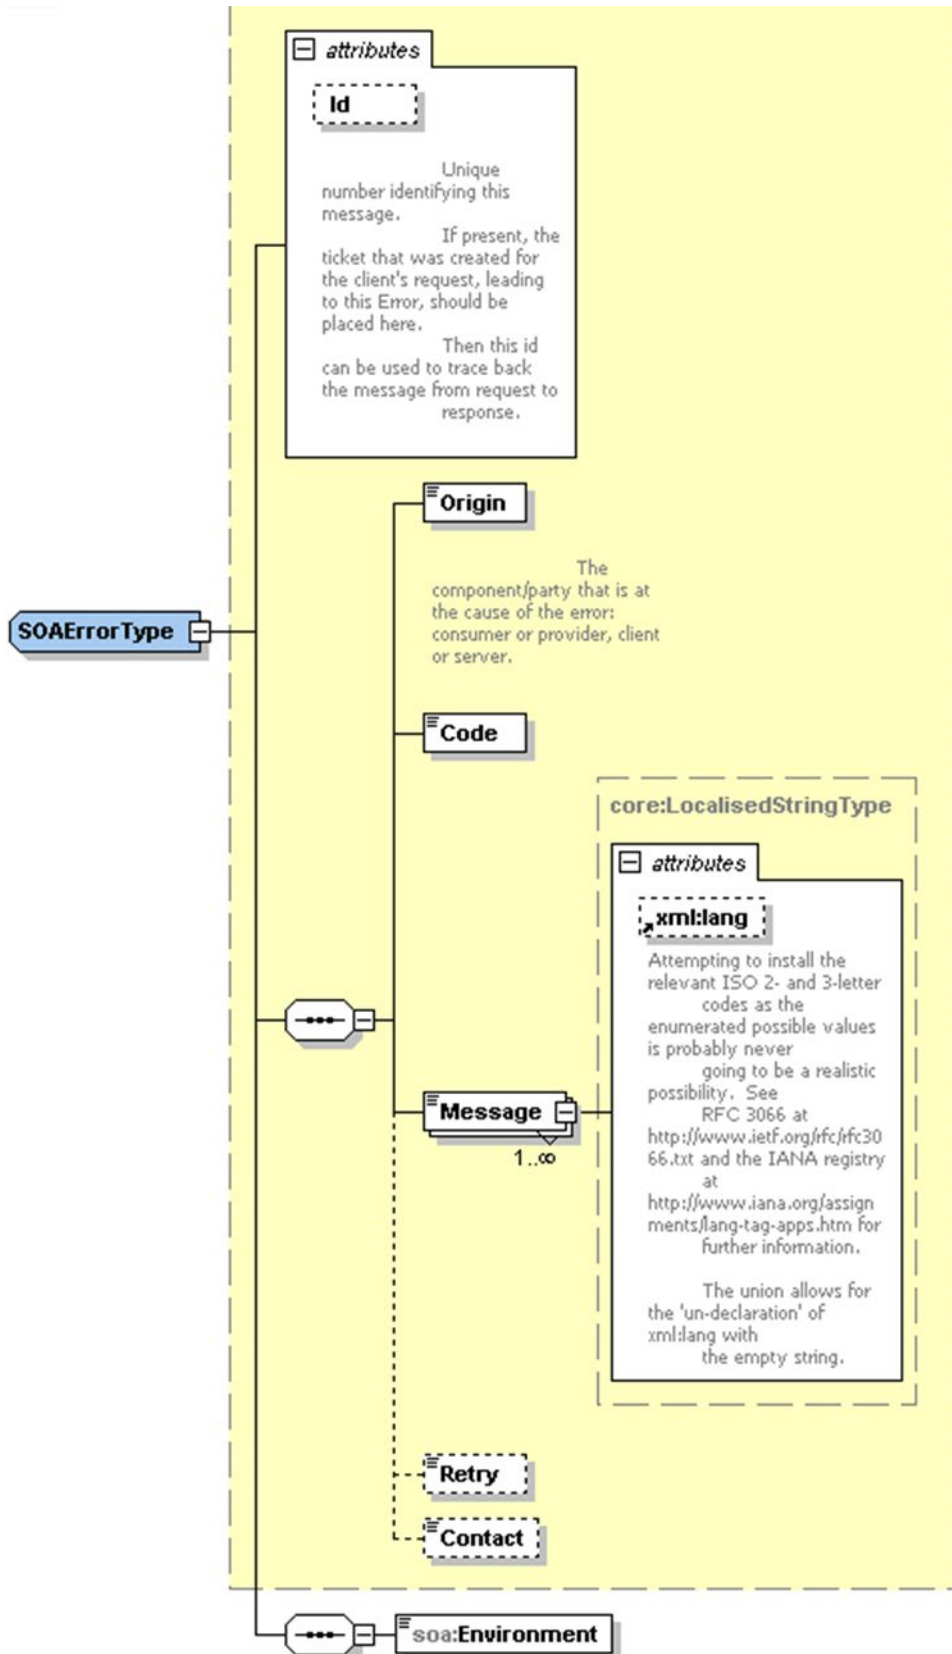 attributes
Id
Unique
number identifying this
message.
If present, the
ticket that was created for
the client's request, leading
to this Error, should be
placed here.
Then this id
can be used to trace back
the message from request to
response.
Origin
The
component/party that is at
the cause of the error:
consumer or provider, client
or server.
SOAErrorType
Code
core:LocalisedStringType
attributes
xml:lang
Attempting to install the
relevant ISO 2- and 3-letter
codes as the
enumerated possible values
is probably never
going to be a realistic
possibility.  See
RFC 3066 at
http://www.ietf.org/rfc/rfc30
66.txt and the IANA registry
at
http://www.iana.org/assign
ments/lang-tag-apps.htm for
further information.
The union allows for
the 'un-declaration' of
xml:lang with
the empty string.
Message
1..∞
Retry
Contact
soa:Environment